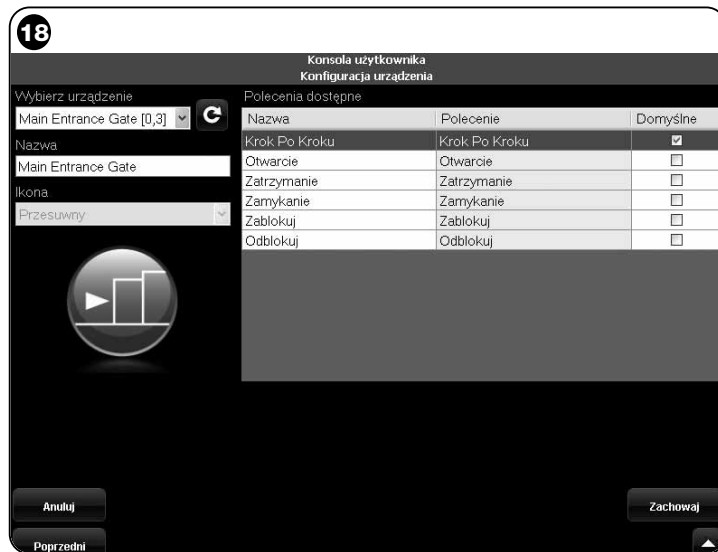 18
Konsola użytkownika
Konfiguracja urządzenia
Wybierz urządzenie
Main Entrance Gate [0,3]
Nazwa
Main Entrance Gate
Ikona
Przesuwny
Polecenia dostępne
Nazwa Polecenie Domyślne
Krok Po Kroku Krok Po Kroku
Otwarcie Otwarcie
Zatrzymanie Zatrzymanie
Zamykanie Zamykanie
Zablokuj Zablokuj
Odblokuj Odblokuj
Anuluj Zachowaj
Poprzedni